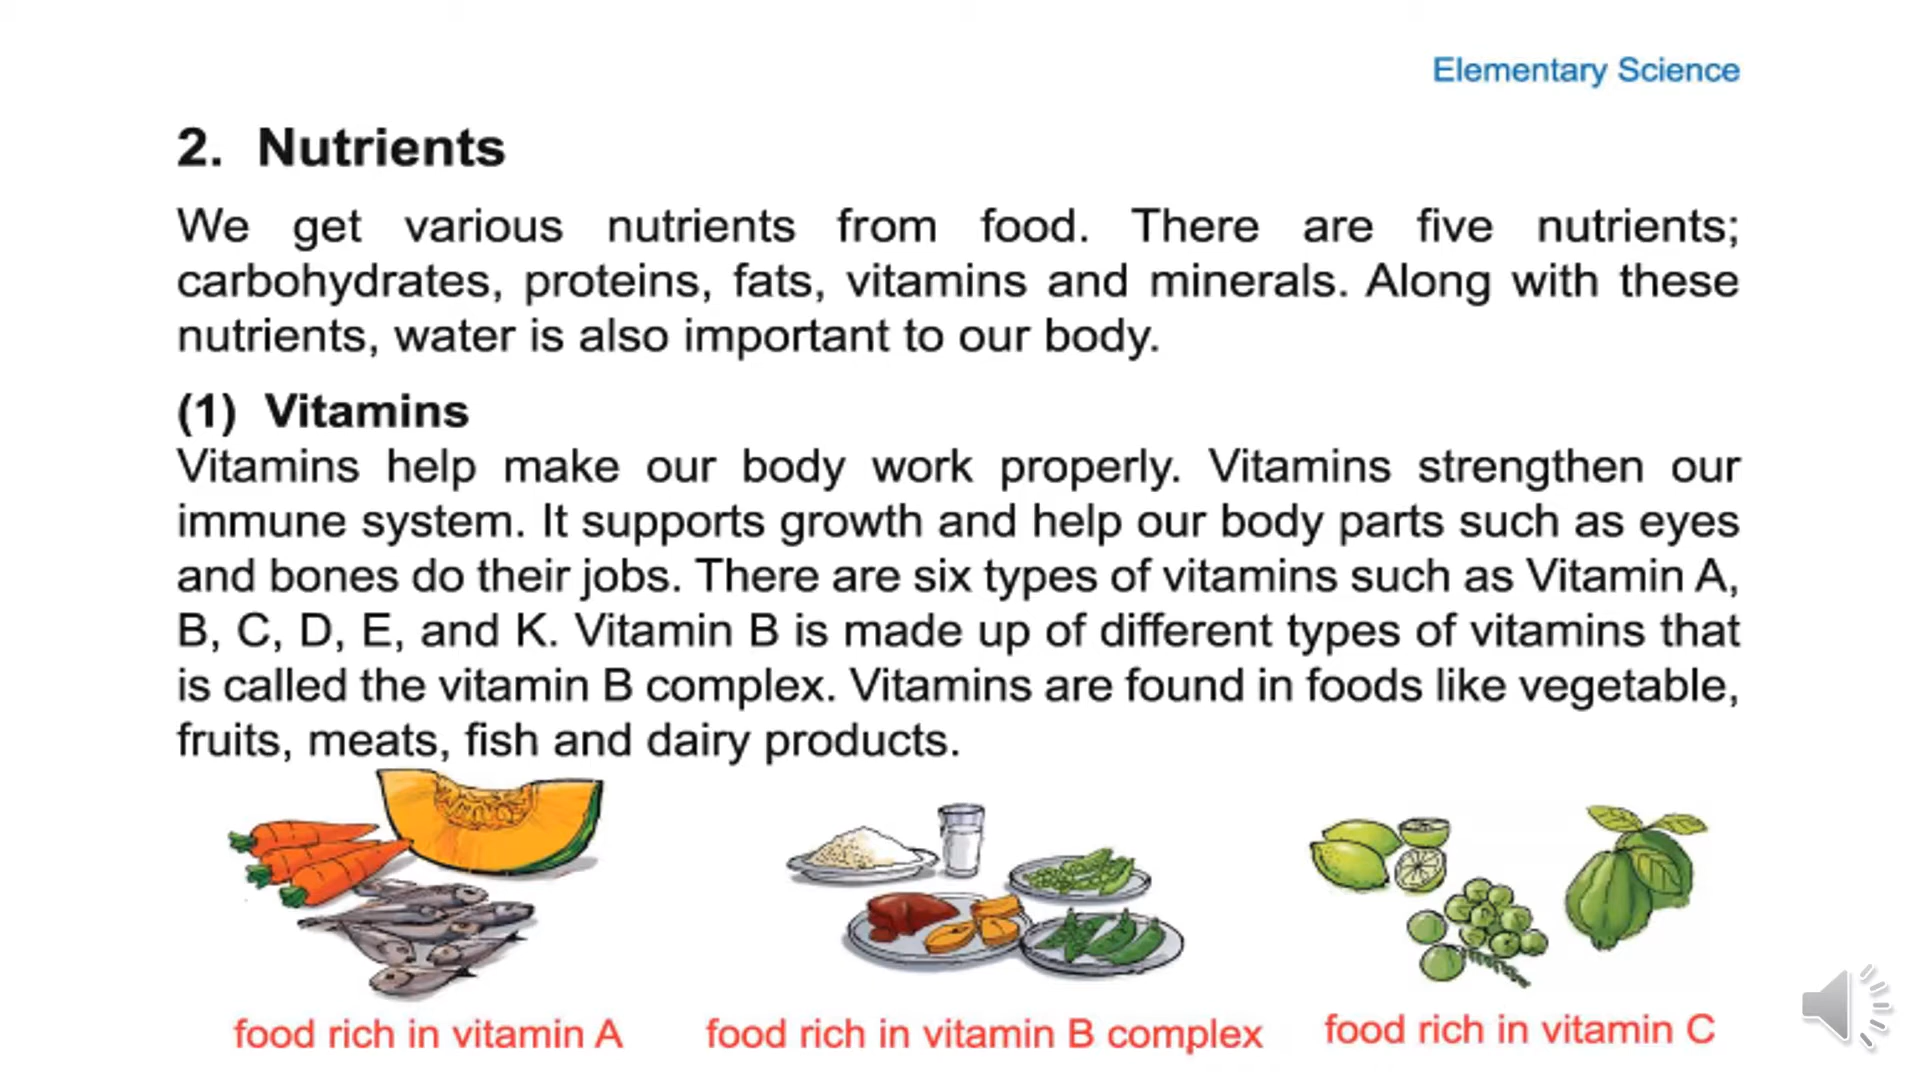 Elementary Science
2. Nutrients
We get various nutrients from food. There are five nutrients;
carbohydrates, proteins, fats, vitamins and minerals. Along with these
nutrients, water is also important to our body.
(1) Vitamins
Vitamins help make our body work properly. Vitamins strengthen our
immune system. It supports growth and help our body parts such as eyes
and bones do their jobs. There are six types of vitamins such as Vitamin A,
B, C, D, E, and K. Vitamin B is made up of different types of vitamins that
is called the vitamin B complex. Vitamins are found in foods like vegetable,
fruits, meats, fish and dairy products.
food rich in vitamin A
food rich in vitamin B complex
food rich in vitamin C